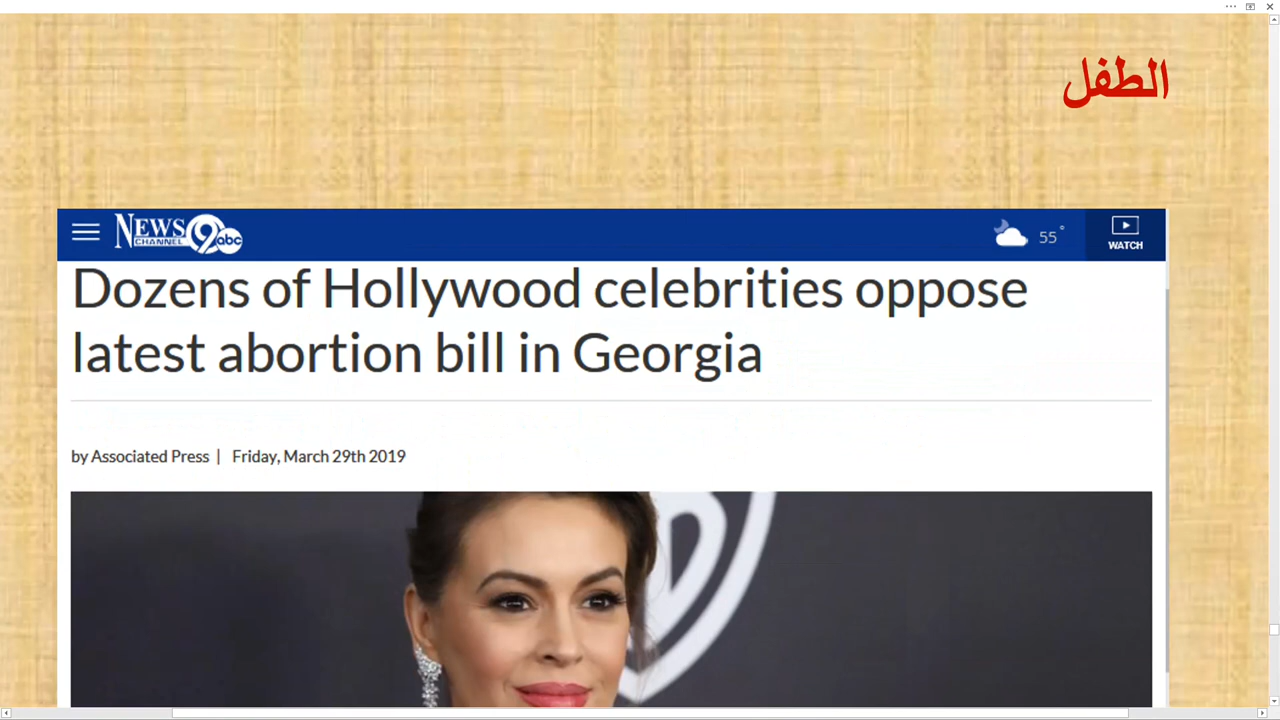 الطفل
NEWS
CHANNEL 9 abc
55°
WATCH
Dozens of Hollywood celebrities oppose
latest abortion bill in Georgia
by Associated Press | Friday, March 29th 2019